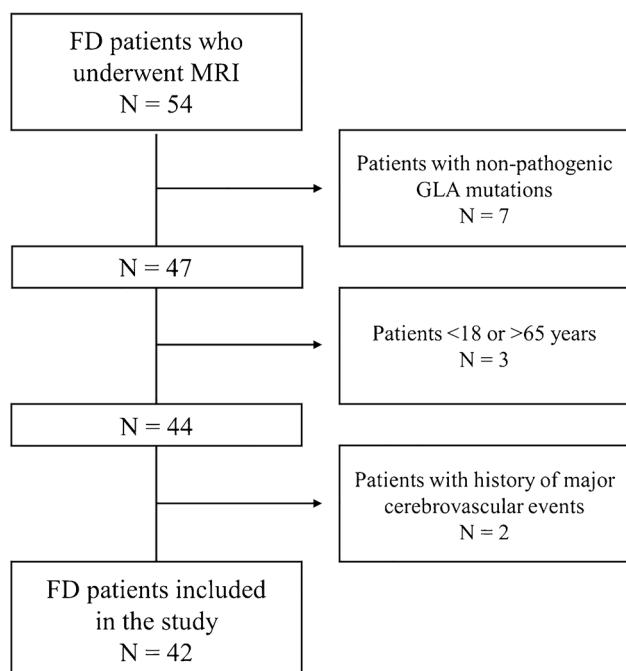 FD patients who
underwent MRI
N = 54
Patients with non-pathogenic
GLA mutations
N = 7
N = 47
Patients <18 or >65 years
N = 3
N = 44
Patients with history of major
cerebrovascular events
N = 2
FD patients included
in the study
N = 42